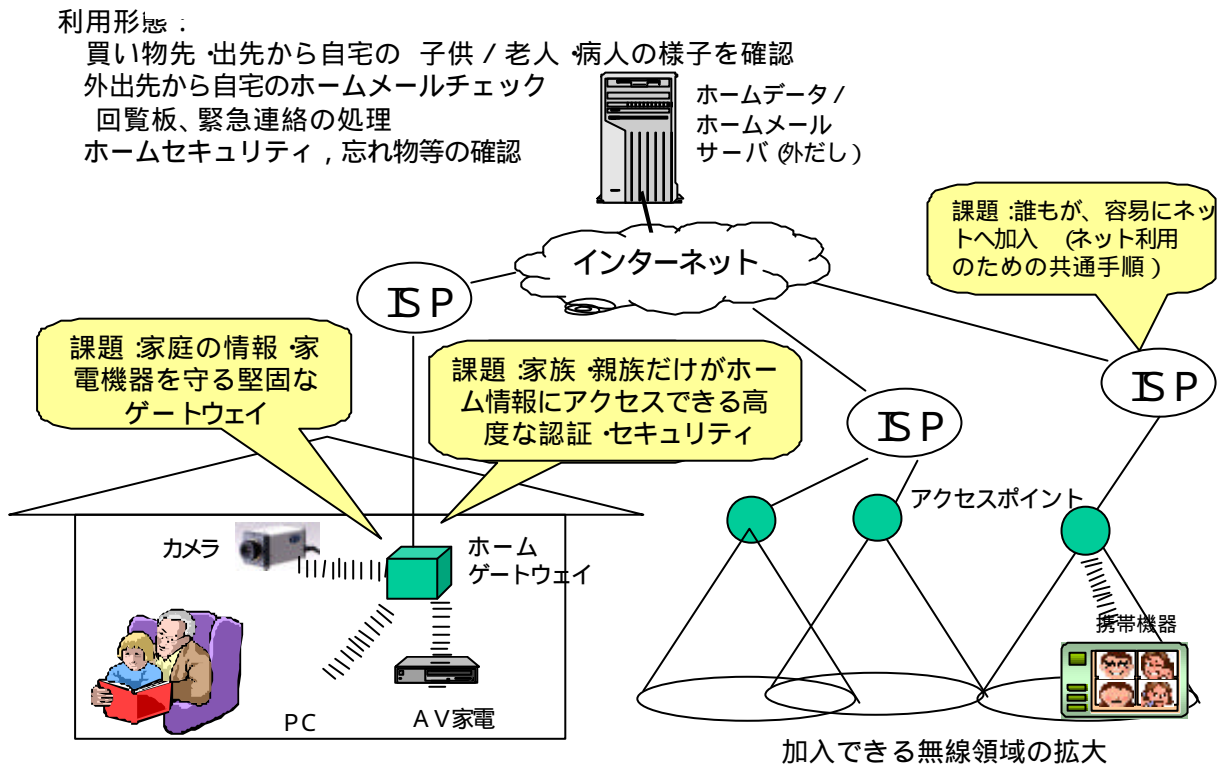 利用形態:
買い物先・出先から自宅の 子供/老人・病人の様子を確認
外出先から自宅のホームメールチェック
回覧板、緊急連絡の処理
ホームセキュリティ,忘れ物等の確認
ホームデータ/
ホームメール
サーバ(外だし)
課題:誰もが、容易にネッ
トへ加入 (ネット利用
のための共通手順)
インターネット
ISP
課題:家庭の情報・家
電機器を守る堅固な
ゲートウェイ
課題:家族・親族だけがホー
ム情報にアクセスできる高
度な認証・セキュリティ
ISP
ISP
アクセスポイント
カメラ
ホーム
ゲートウェイ
携帯機器
PC
AV家電
加入できる無線領域の拡大